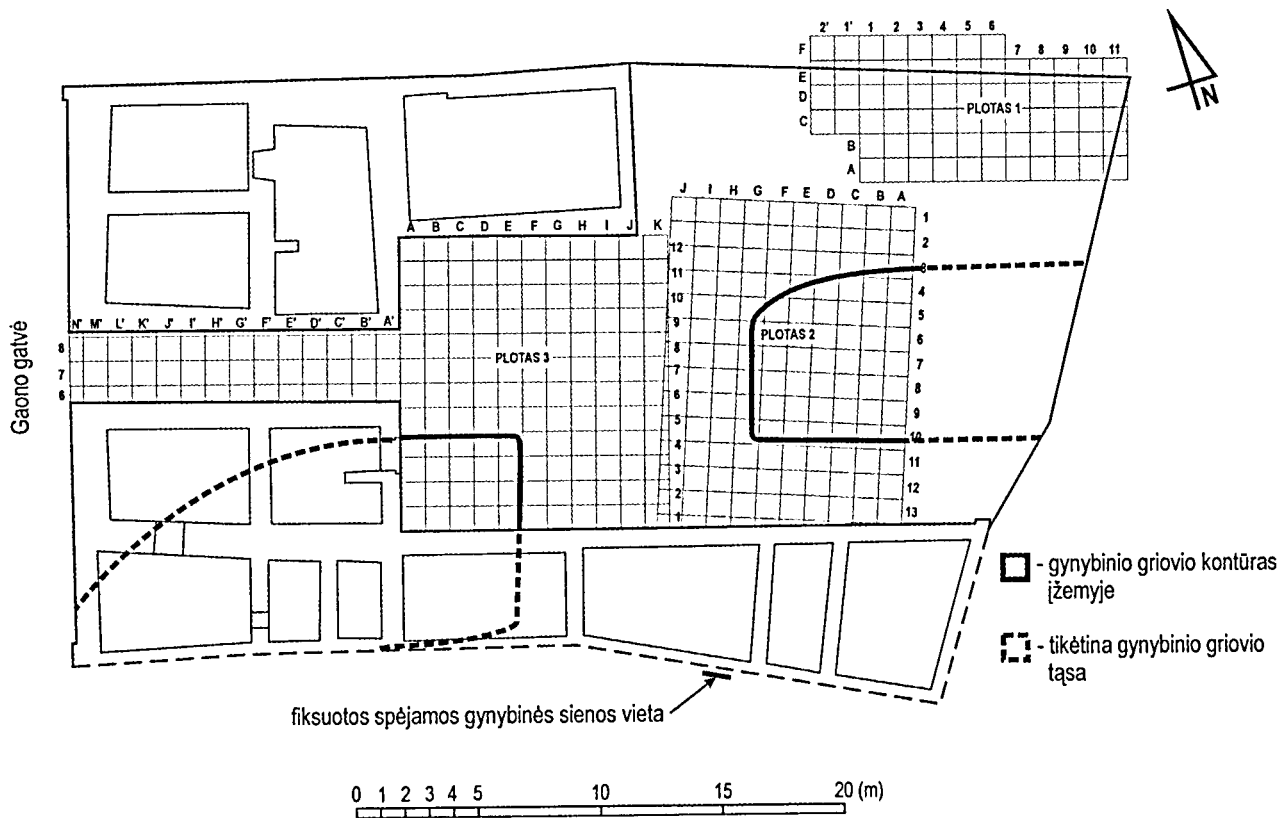 2' 1' 1 2 3 4 5 6
7 8 9 10 11
F
E
D
C
B
A
PLOTAS 1
N
J I H G F E D C B A
1
2
3
4
5
6
7
8
9
10
11
12
13
PLOTAS 2
A B C D E F G H I J K
12
11
10
9
8
7
6
5
4
3
2
1
PLOTAS 3
N' M' L' K' J' I' H' G' F' E' D' C' B' A'
8
7
6
Gaono gatvė
- gynybinio griovio kontūras
įžemyje
- tikėtina gynybinio griovio
tąsa
fiksuotos spėjamos gynybinės sienos vieta
0 1 2 3 4 5 10 15 20 (m)